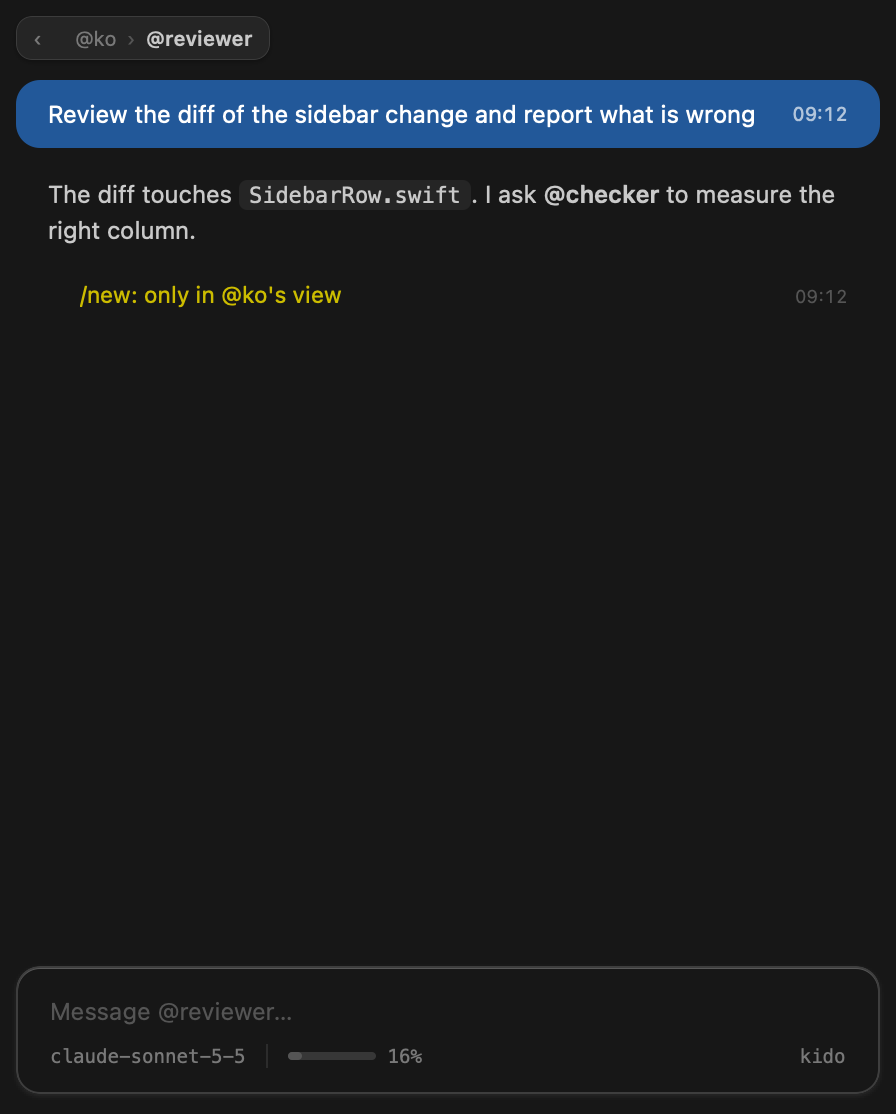 ‹ @ko › @reviewer
Review the diff of the sidebar change and report what is wrong 09:12
The diff touches SidebarRow.swift. I ask @checker to measure the
right column.
/new: only in @ko's view 09:12
Message @reviewer...
claude-sonnet-5-5 16% kido